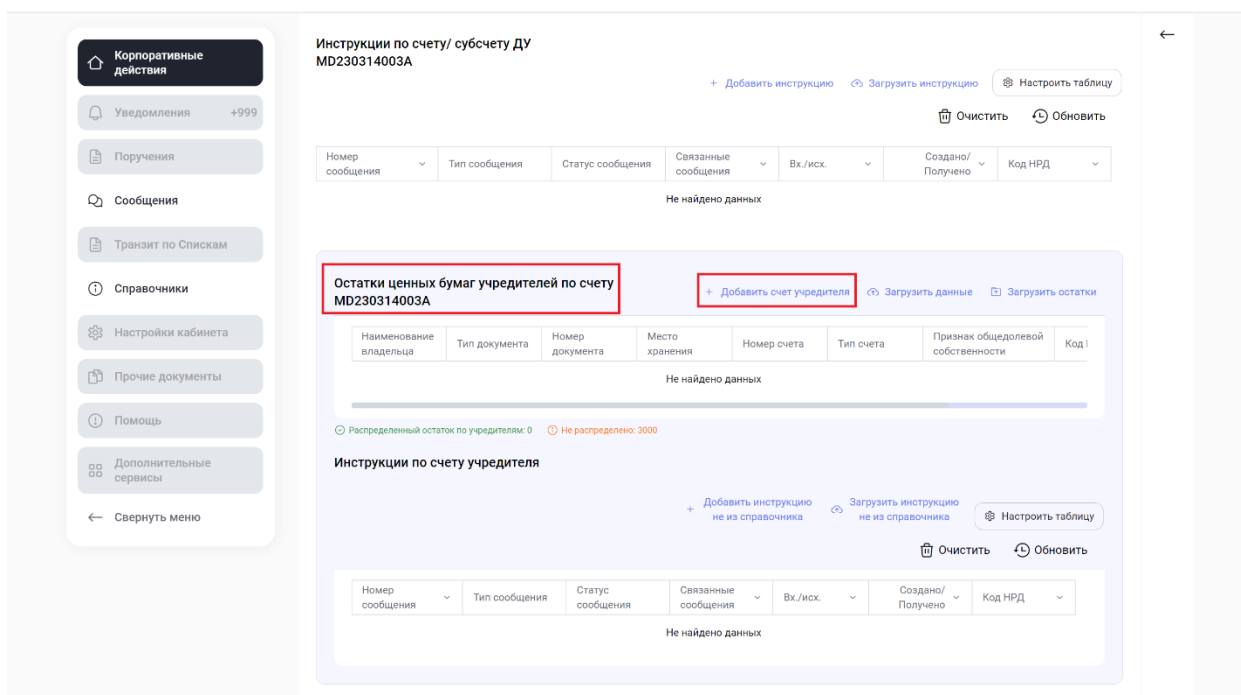 Корпоративные
действия
Уведомления +999
Поручения
Сообщения
Транзит по Спискам
Справочники
Настройки кабинета
Прочие документы
Помощь
Дополнительные
сервисы
Свернуть меню
Инструкции по счету/ субсчету ДУ
MD230314003A
+ Добавить инструкцию Загрузить инструкцию Настроить таблицу
Очистить Обновить
Номер
сообщения
Тип сообщения
Статус сообщения
Связанные
сообщения
Вх./исх.
Создано/
Получено
Код НРД
Не найдено данных
Остатки ценных бумаг учредителей по счету
MD230314003A
+ Добавить счет учредителя Загрузить данные Загрузить остатки
Наименование
владельца
Тип документа
Номер
документа
Место
хранения
Номер счета
Тип счета
Признак общедолевой
собственности
Код
Не найдено данных
Распределенный остаток по учредителям: 0 Не распределено: 3000
Инструкции по счету учредителя
+ Добавить инструкцию
не из справочника
Загрузить инструкцию
не из справочника
Настроить таблицу
Очистить Обновить
Номер
сообщения
Тип сообщения
Статус
сообщения
Связанные
сообщения
Вх./исх.
Создано/
Получено
Код НРД
Не найдено данных